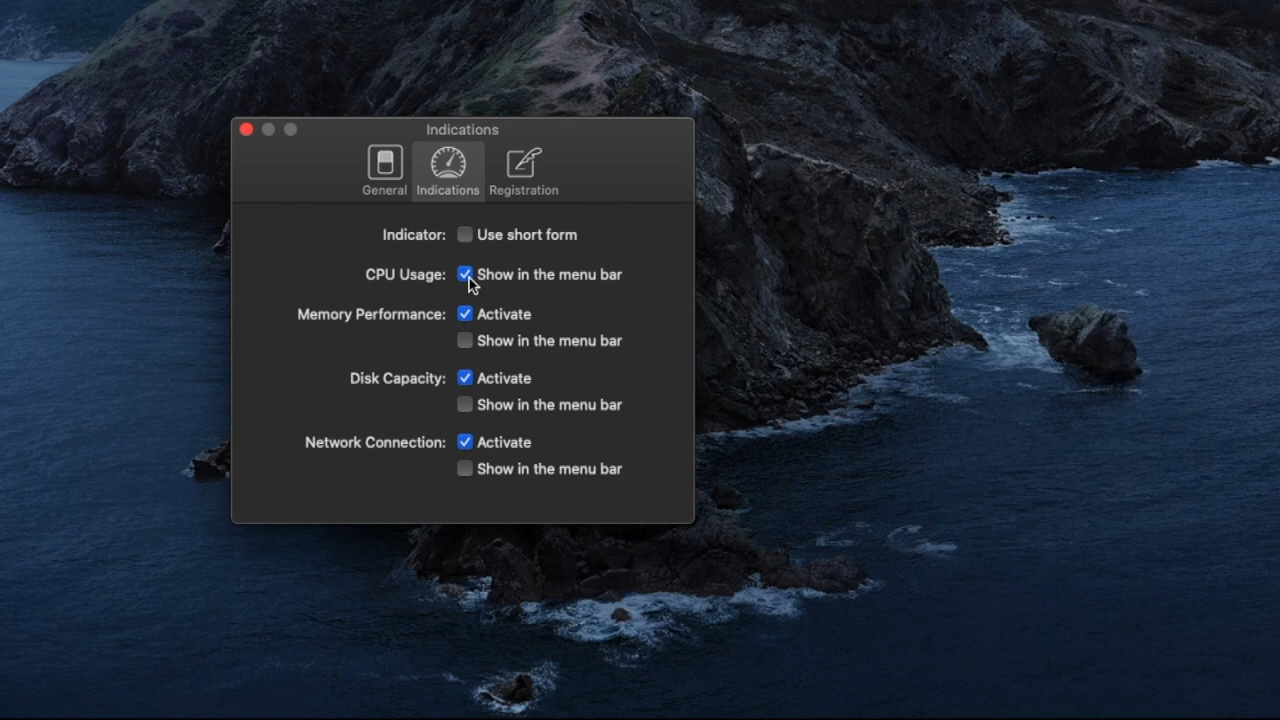 Indications
General Indications Registration
Indicator: Use short form
CPU Usage: Show in the menu bar
Memory Performance: Activate
Show in the menu bar
Disk Capacity: Activate
Show in the menu bar
Network Connection: Activate
Show in the menu bar